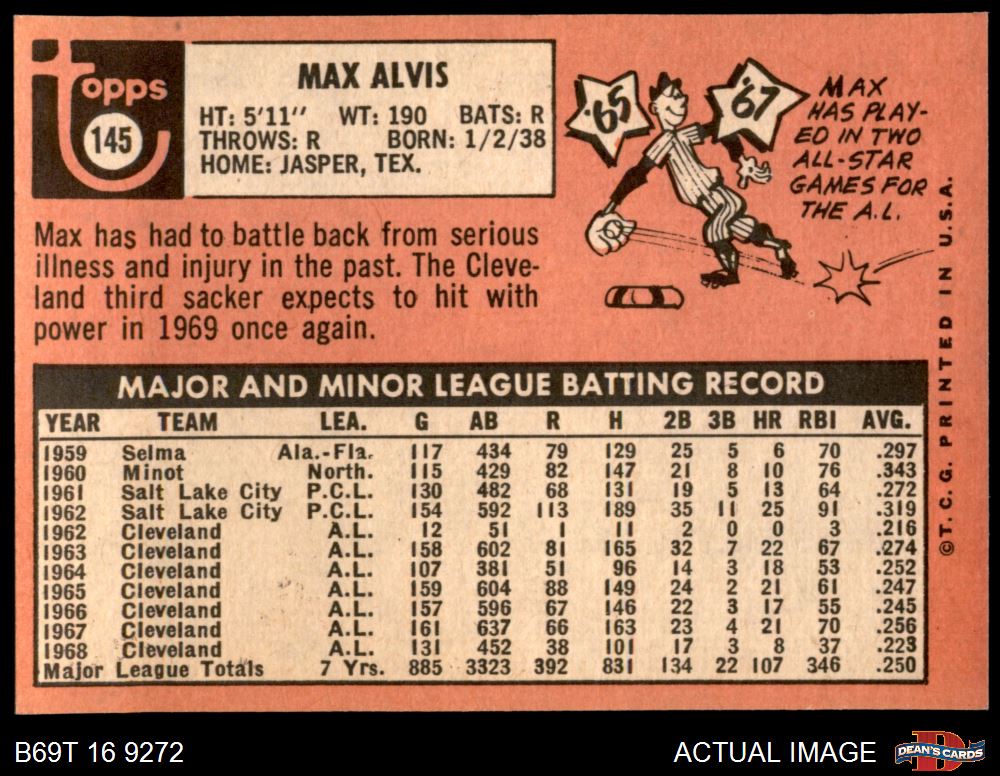 topps
145
MAX ALVIS
HT: 5'11" WT: 190 BATS: R
THROWS: R BORN: 1/2/38
HOME: JASPER, TEX.
Max has had to battle back from serious
illness and injury in the past. The Cleve-
land third sacker expects to hit with
power in 1969 once again.
'65
'67
MAX
HAS PLAY-
ED IN TWO
ALL-STAR
GAMES FOR
THE A.L.
MAJOR AND MINOR LEAGUE BATTING RECORD
YEAR TEAM LEA. G AB R H 2B 3B HR RBI AVG.
1959 Selma Ala.-Fla. 117 434 79 129 25 5 6 70 .297
1960 Minot North. 115 429 82 147 21 8 10 76 .343
1961 Salt Lake City P.C.L. 130 482 68 131 19 5 13 64 .272
1962 Salt Lake City P.C.L. 154 592 113 189 35 11 25 91 .319
1962 Cleveland A.L. 12 51 1 11 2 0 0 3 .216
1963 Cleveland A.L. 158 602 81 165 32 7 22 67 .274
1964 Cleveland A.L. 107 381 51 96 14 3 18 53 .252
1965 Cleveland A.L. 159 604 88 149 24 2 21 61 .247
1966 Cleveland A.L. 157 596 67 146 22 3 17 55 .245
1967 Cleveland A.L. 161 637 66 163 23 4 21 70 .256
1968 Cleveland A.L. 131 452 38 101 17 3 8 37 .223
Major League Totals 7 Yrs. 885 3323 392 831 134 22 107 346 .250
©T.C.G. PRINTED IN U.S.A.
B69T 16 9272
ACTUAL IMAGE
D
DEAN'S CARDS